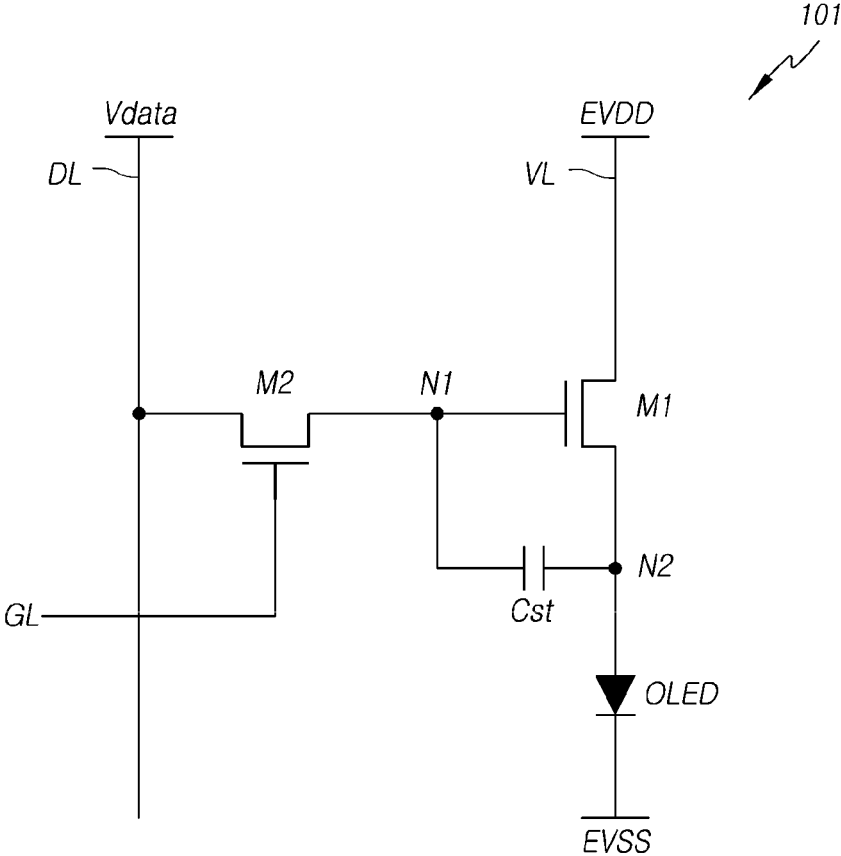 101
Vdata
EVDD
DL
VL
M2
N1
M1
N2
Cst
GL
OLED
EVSS